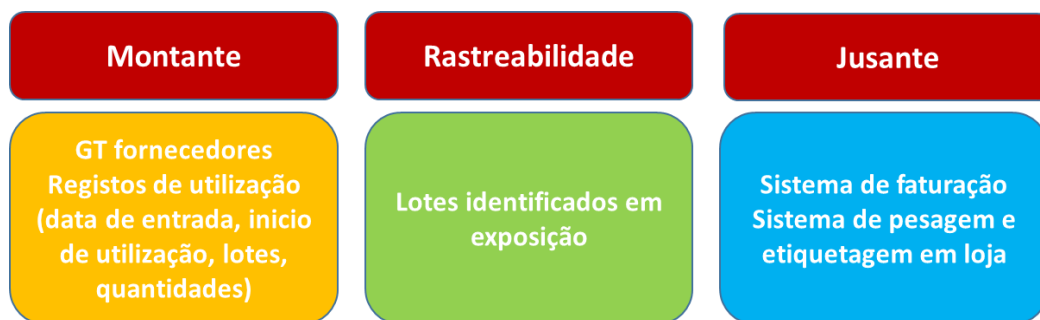 Montante
Rastreabilidade
Jusante
GT fornecedores
Registos de utilização
(data de entrada, inicio
de utilização, lotes,
quantidades)
Lotes identificados em
exposição
Sistema de faturação
Sistema de pesagem e
etiquetagem em loja